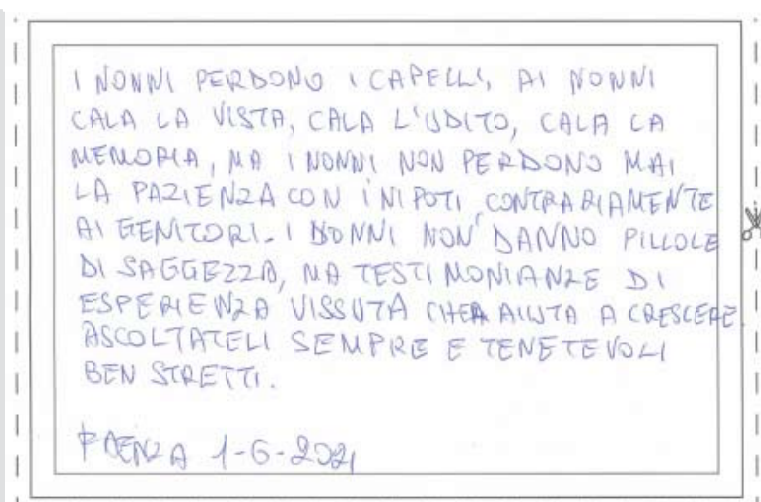 I NONNI PERDONO I CAPELLI, AI NONNI
CALA LA VISTA, CALA L'UDITO, CALA LA
MEMORIA, MA I NONNI NON PERDONO MAI
LA PAZIENZA CON I NIPOTI, CONTRARIAMENTE
AI GENITORI. I NONNI NON DANNO PILLOLE
DI SAGGEZZA, MA TESTIMONIANZE DI
ESPERIENZA VISSUTA CHE AIUTA A CRESCERE.
ASCOLTATELI SEMPRE E TENETEVOLI
BEN STRETTI.
FAENZA 1-6-2021